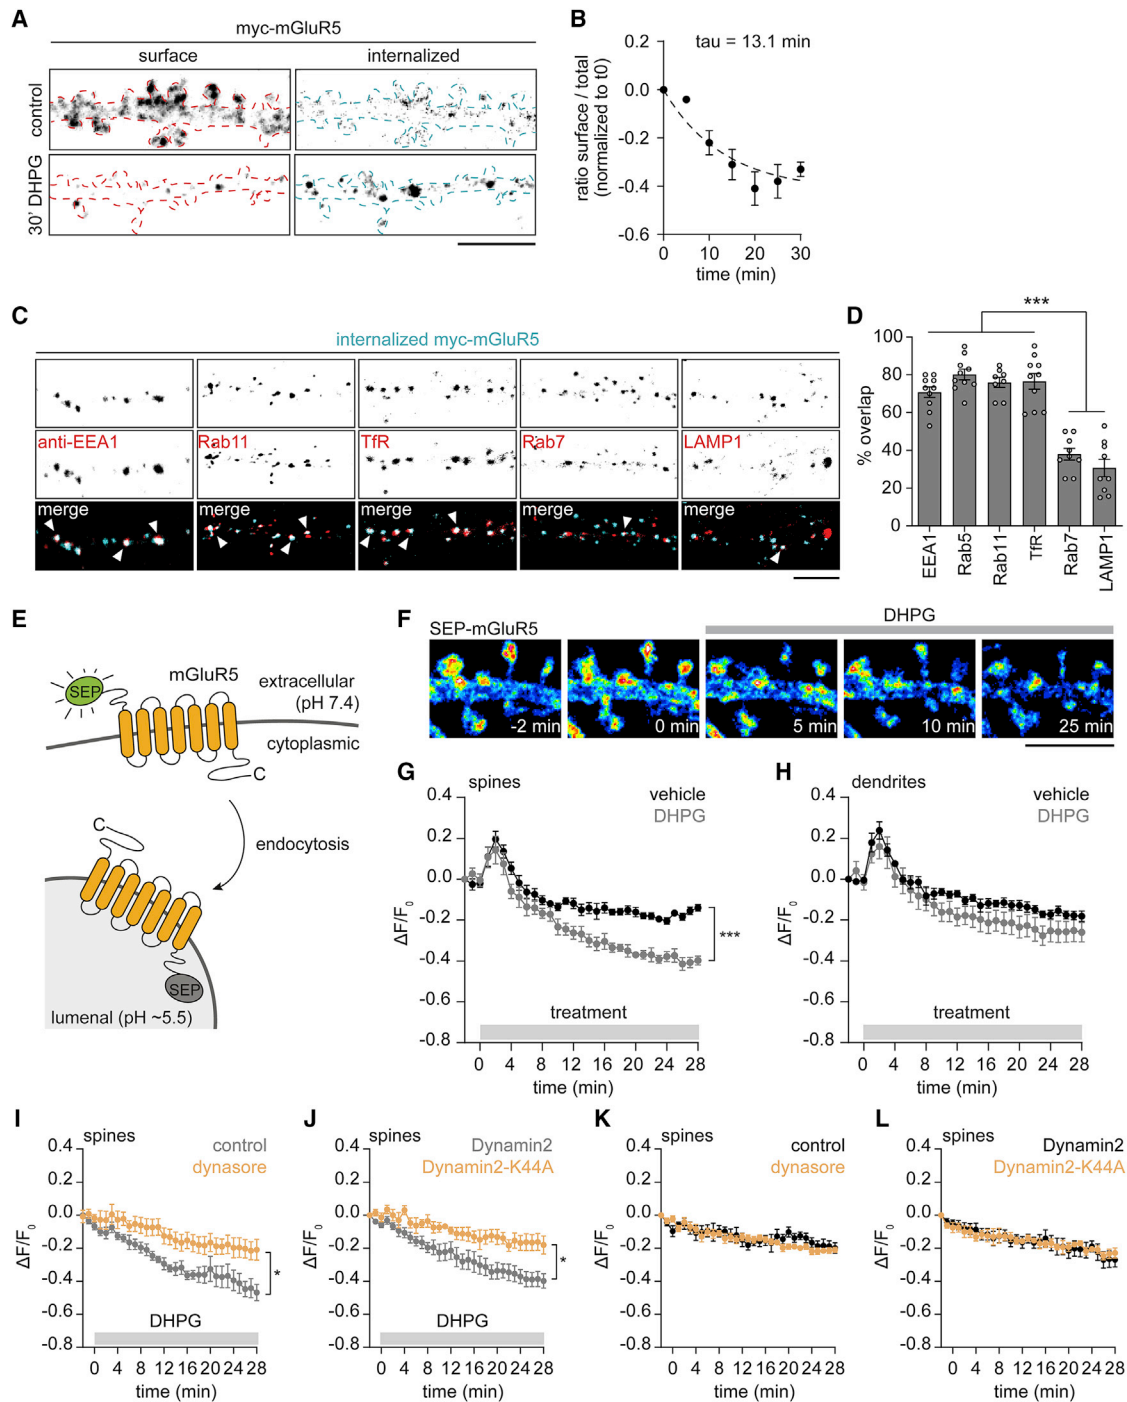 A
myc-mGluR5
surface
internalized
control
30' DHPG
B
tau = 13.1 min
ratio surface / total
(normalized to t0)
0.2
0.0
-0.2
-0.4
-0.6
0 10 20 30
time (min)
C
internalized myc-mGluR5
anti-EEA1
Rab11
TfR
Rab7
LAMP1
merge
merge
merge
merge
merge
D
***
% overlap
100
80
60
40
20
0
EEA1
Rab5
Rab11
TfR
Rab7
LAMP1
E
SEP
mGluR5
extracellular
(pH 7.4)
cytoplasmic
C
endocytosis
C
SEP
lumenal (pH ~5.5)
F
SEP-mGluR5
DHPG
-2 min
0 min
5 min
10 min
25 min
G
spines
vehicle
DHPG
ΔF/F0
0.4
0.2
0.0
-0.2
-0.4
-0.6
-0.8
***
treatment
0 4 8 12 16 20 24 28
time (min)
H
dendrites
vehicle
DHPG
ΔF/F0
0.4
0.2
0.0
-0.2
-0.4
-0.6
-0.8
treatment
0 4 8 12 16 20 24 28
time (min)
I
spines
control
dynasore
ΔF/F0
0.4
0.2
0.0
-0.2
-0.4
-0.6
-0.8
*
DHPG
0 4 8 12 16 20 24 28
time (min)
J
spines
Dynamin2
Dynamin2-K44A
ΔF/F0
0.4
0.2
0.0
-0.2
-0.4
-0.6
-0.8
*
DHPG
0 4 8 12 16 20 24 28
time (min)
K
spines
control
dynasore
ΔF/F0
0.4
0.2
0.0
-0.2
-0.4
-0.6
-0.8
0 4 8 12 16 20 24 28
time (min)
L
spines
Dynamin2
Dynamin2-K44A
ΔF/F0
0.4
0.2
0.0
-0.2
-0.4
-0.6
-0.8
0 4 8 12 16 20 24 28
time (min)